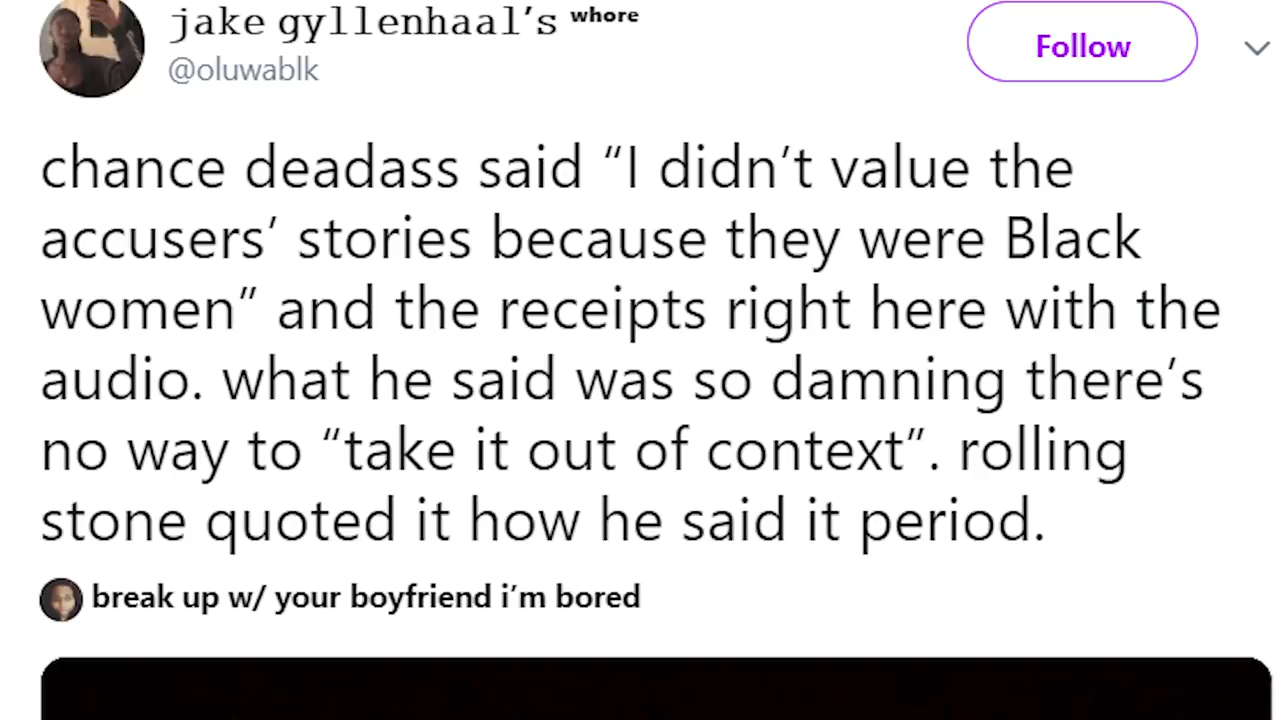 jake gyllenhaal’s whore
@oluwablk
Follow
chance deadass said “I didn’t value the
accusers’ stories because they were Black
women” and the receipts right here with the
audio. what he said was so damning there’s
no way to “take it out of context”. rolling
stone quoted it how he said it period.
break up w/ your boyfriend i’m bored